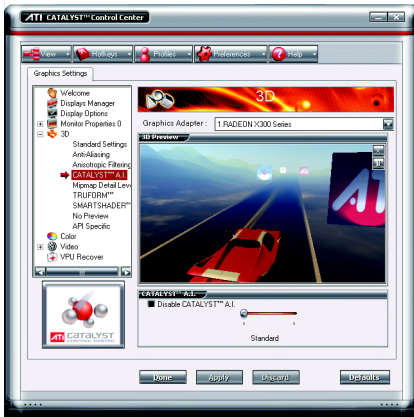 ATI CATALYST™ Control Center
View Hotkeys Profiles Preferences Help
Graphics Settings
Welcome
Displays Manager
Display Options
Monitor Properties 0
3D
Standard Settings
Anti-Aliasing
Anisotropic Filtering
CATALYST™ A.I.
Mipmap Detail Leve
TRUFORM™
SMARTSHADER™
No Preview
API Specific
Color
Video
VPU Recover
ATI CATALYST
CONTROL CENTER
3D
Graphics Adapter :
1.RADEON X300 Series
3D Preview
ATI
CATALYST™ A.I.
Disable CATALYST™ A.I.
Standard
Done Apply Discard Defaults